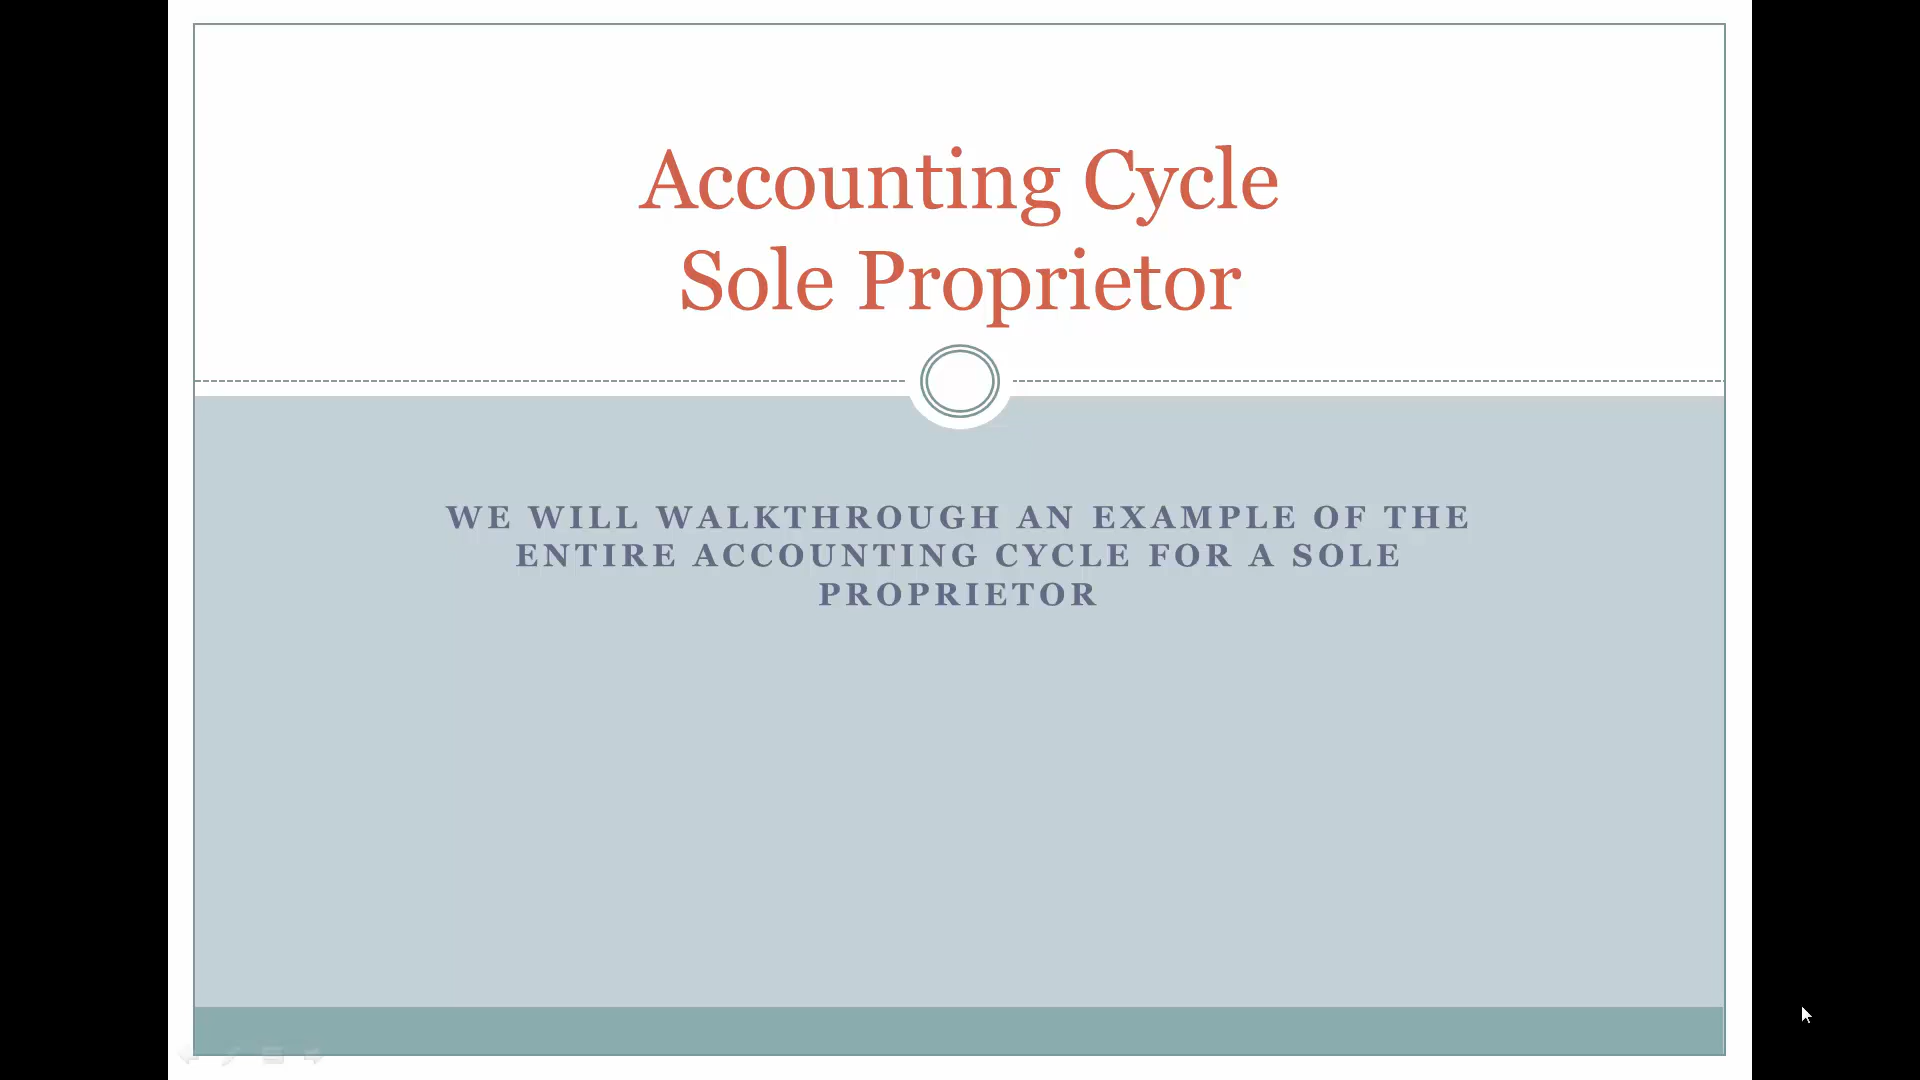 Accounting Cycle
Sole Proprietor
WE WILL WALKTHROUGH AN EXAMPLE OF THE
ENTIRE ACCOUNTING CYCLE FOR A SOLE
PROPRIETOR